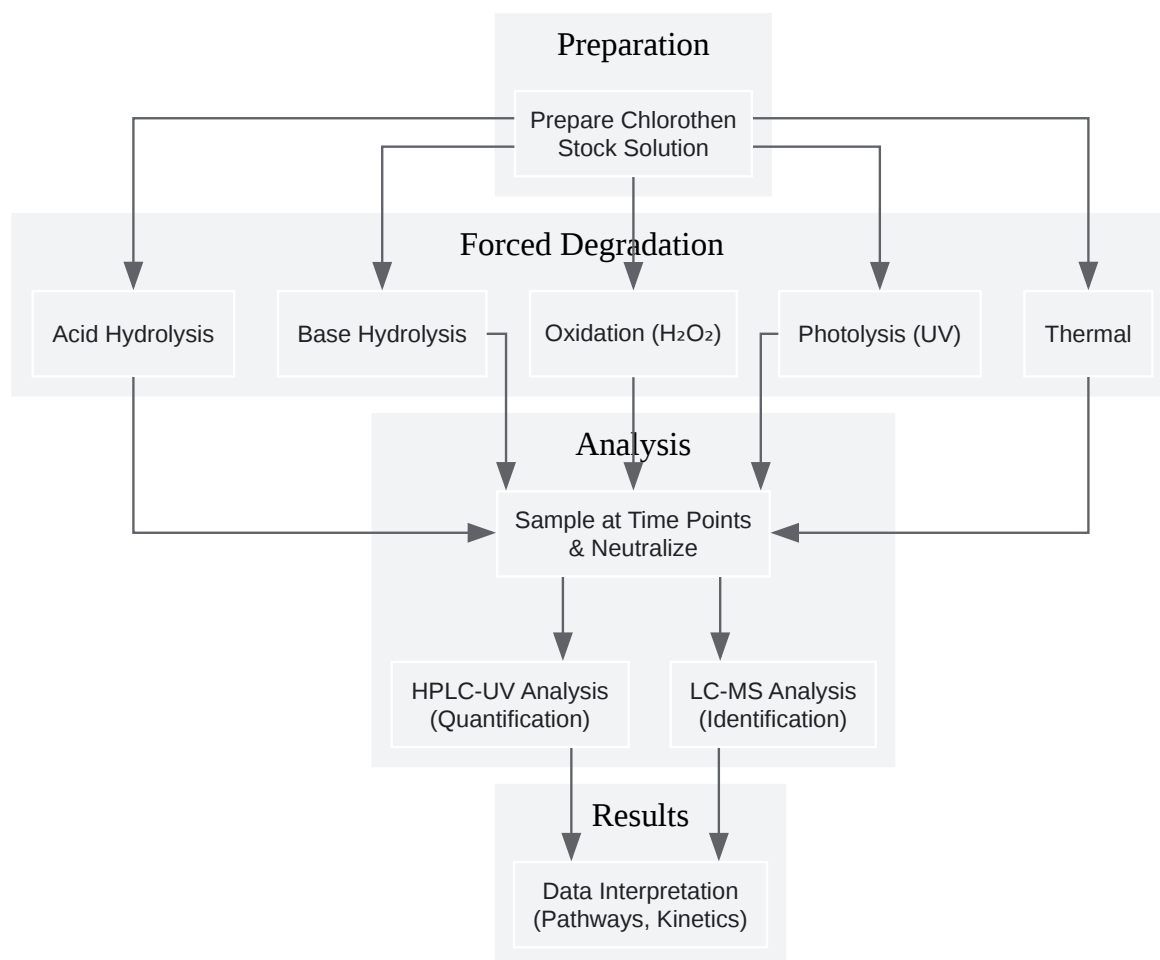 Preparation
Prepare Chlorothen
Stock Solution
Forced Degradation
Acid Hydrolysis
Base Hydrolysis
Oxidation (H₂O₂)
Photolysis (UV)
Thermal
Analysis
Sample at Time Points
& Neutralize
HPLC-UV Analysis
(Quantification)
LC-MS Analysis
(Identification)
Results
Data Interpretation
(Pathways, Kinetics)